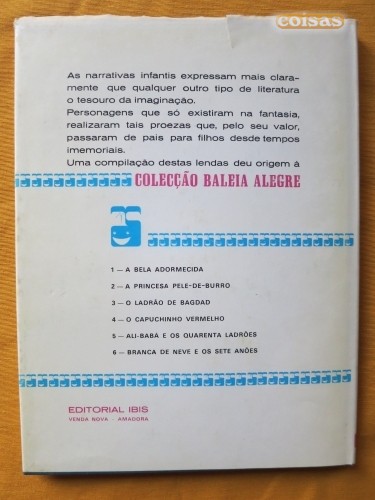 coisas
As narrativas infantis expressam mais clara-
mente que qualquer outro tipo de literatura
o tesouro da imaginação.
Personagens que só existiram na fantasia,
realizaram tais proezas que, pelo seu valor,
passaram de pais para filhos desde tempos
imemoriais.
Uma compilação destas lendas deu origem à
COLECÇÃO BALEIA ALEGRE
1 — A BELA ADORMECIDA
2 — A PRINCESA PELE-DE-BURRO
3 — O LADRÃO DE BAGDAD
4 — O CAPUCHINHO VERMELHO
5 — ALI-BABÁ E OS QUARENTA LADRÕES
6 — BRANCA DE NEVE E OS SETE ANÕES
EDITORIAL IBIS
VENDA NOVA - AMADORA